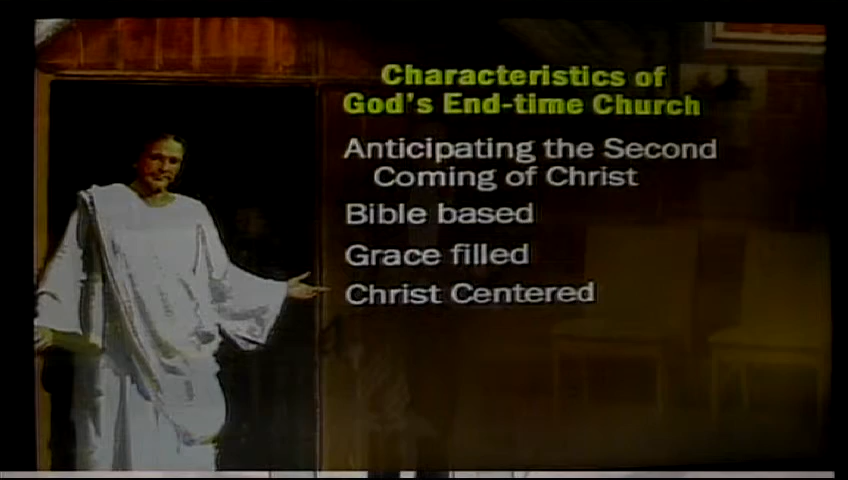 Characteristics of
God's End-time Church
Anticipating the Second
Coming of Christ
Bible based
Grace filled
Christ Centered